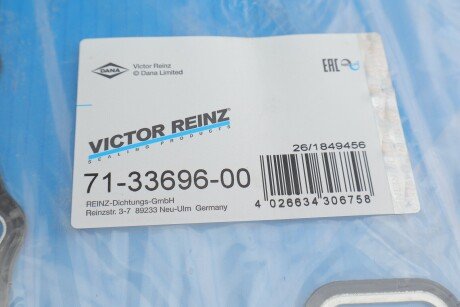 DANA
Victor Reinz
© Dana Limited
EAC
VICTOR REINZ®
SEALING PRODUCTS
26/1849456
71-33696-00
REINZ-Dichtungs-GmbH
Reinzstr. 3-7 89233 Neu-Ulm Germany
4 026634 306758